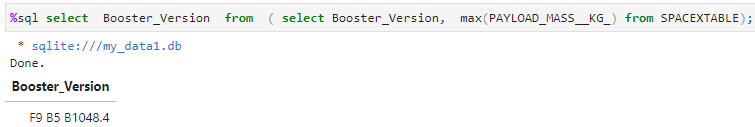 %sql select  Booster_Version  from  ( select Booster_Version,  max(PAYLOAD_MASS__KG_) from SPACEXTABLE);
* sqlite:///my_data1.db
Done.
Booster_Version
F9 B5 B1048.4